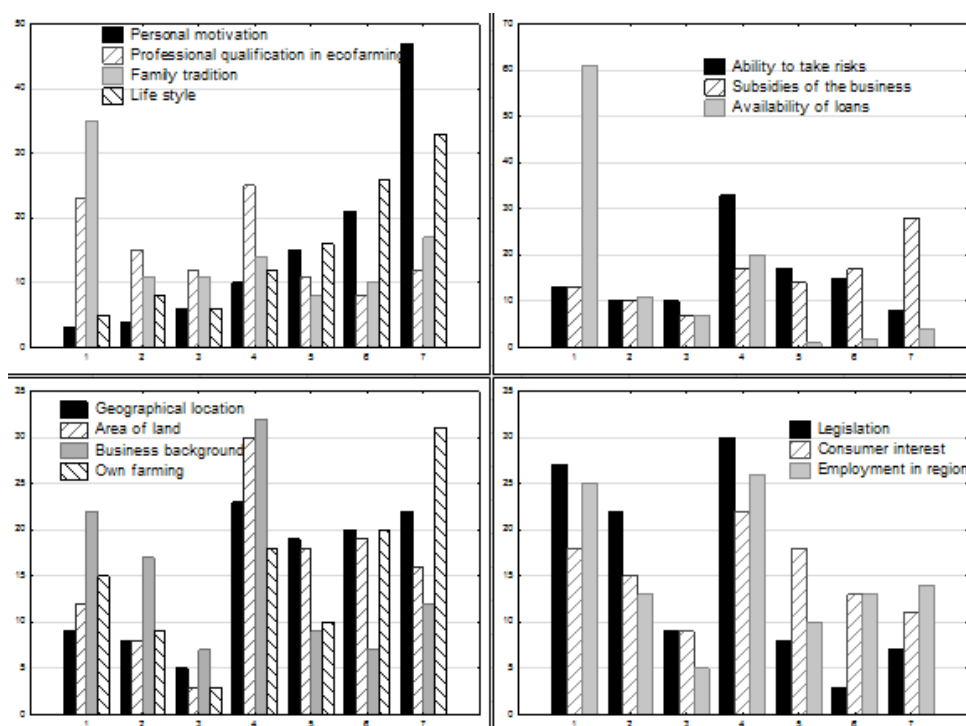 50
40
30
20
10
0
Personal motivation
Professional qualification in ecofarming
Family tradition
Life style
1 2 3 4 5 6 7
70
60
50
40
30
20
10
0
Ability to take risks
Subsidies of the business
Availability of loans
1 2 3 4 5 6 7
35
30
25
20
15
10
5
0
Geographical location
Area of land
Business background
Own farming
1 2 3 4 5 6 7
35
30
25
20
15
10
5
0
Legislation
Consumer interest
Employment in region
1 2 3 4 5 6 7